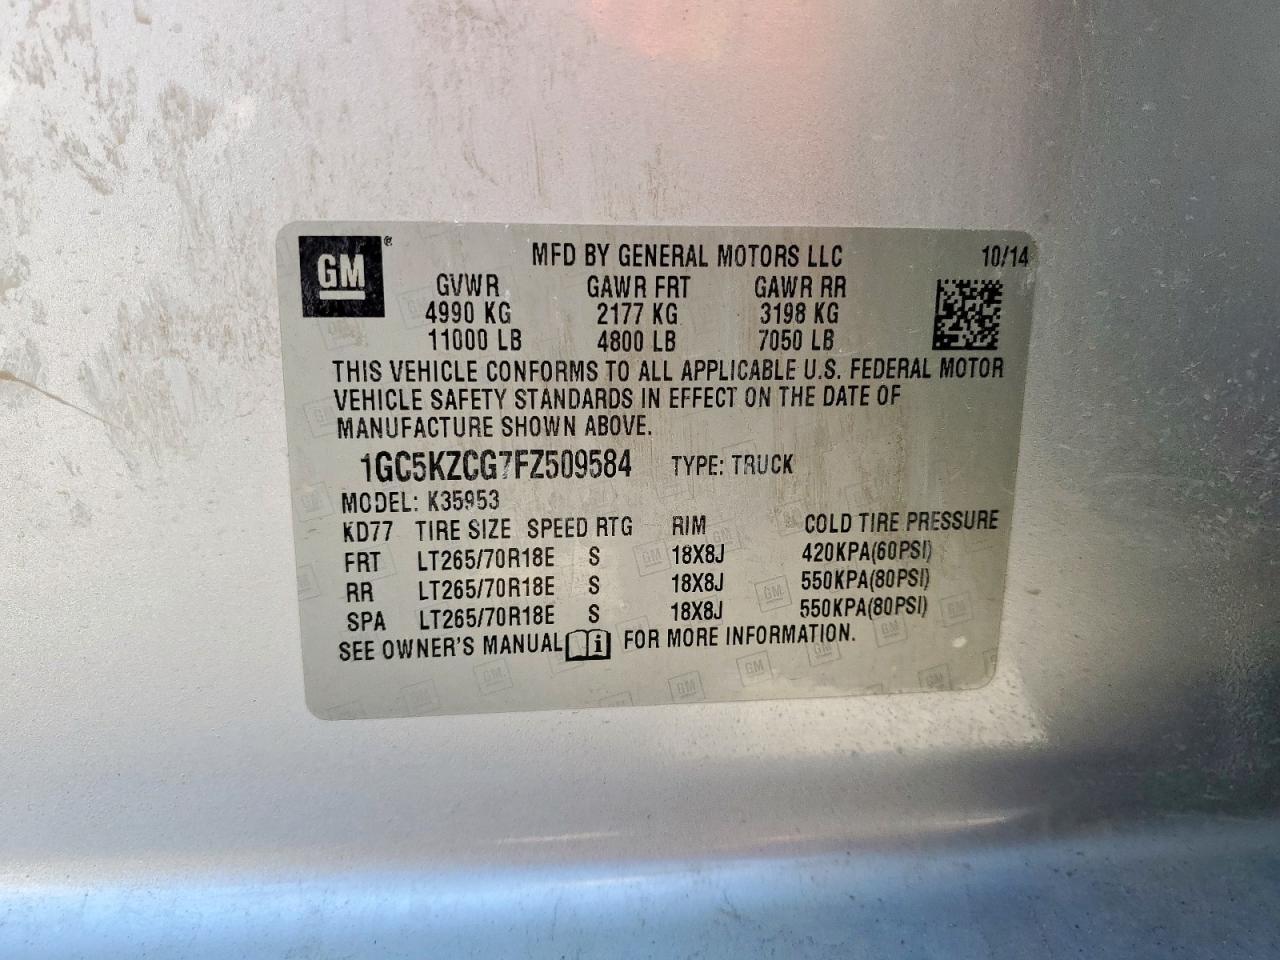 GM®
MFD BY GENERAL MOTORS LLC 10/14
GVWR GAWR FRT GAWR RR
4990 KG 2177 KG 3198 KG
11000 LB 4800 LB 7050 LB
THIS VEHICLE CONFORMS TO ALL APPLICABLE U.S. FEDERAL MOTOR
VEHICLE SAFETY STANDARDS IN EFFECT ON THE DATE OF
MANUFACTURE SHOWN ABOVE.
1GC5KZCG7FZ509584 TYPE: TRUCK
MODEL: K35953
KD77 TIRE SIZE SPEED RTG RIM COLD TIRE PRESSURE
FRT LT265/70R18E S 18X8J 420KPA(60PSI)
RR LT265/70R18E S 18X8J 550KPA(80PSI)
SPA LT265/70R18E S 18X8J 550KPA(80PSI)
SEE OWNER'S MANUAL i FOR MORE INFORMATION.